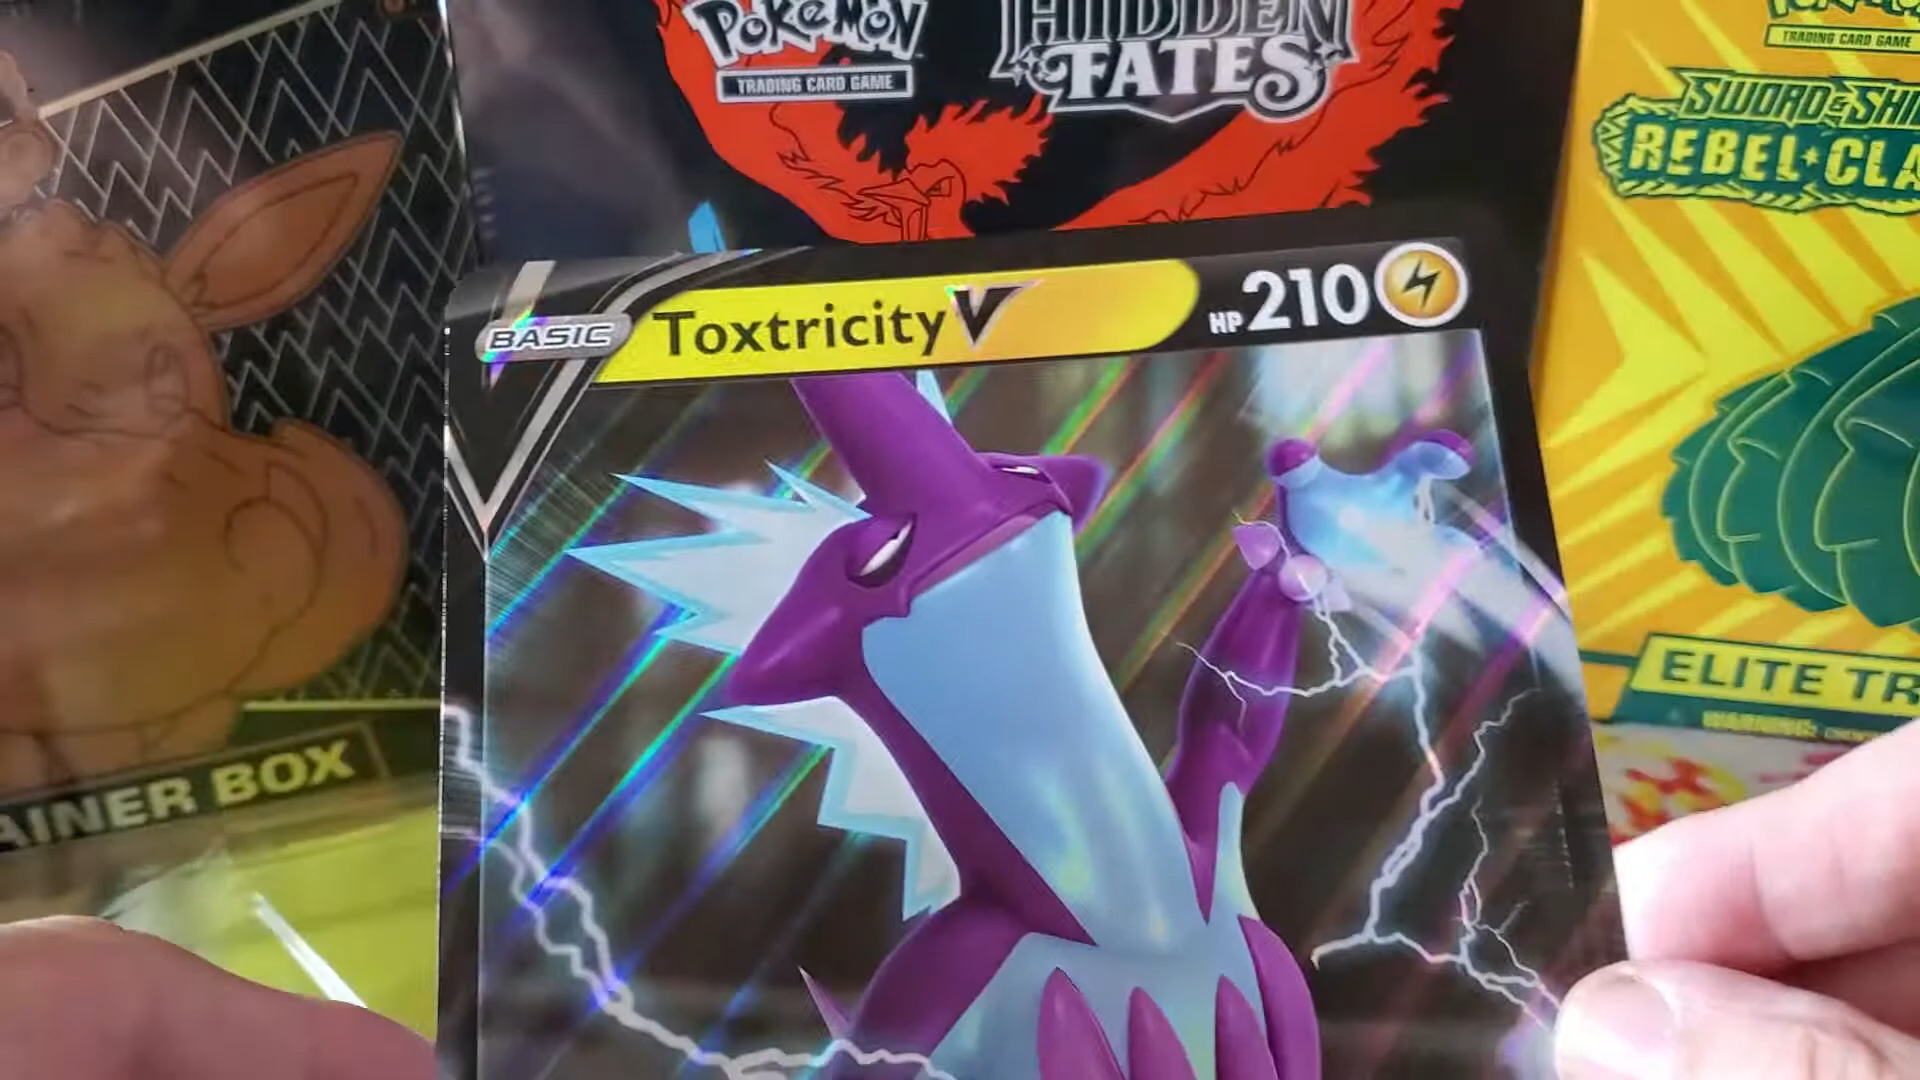 POKéMON
TRADING CARD GAME
HIDDEN
FATES
TRADING CARD GAME
SWORD & SHI
REBEL CLA
BASIC
Toxtricity V
HP 210
ELITE TR
WARNING:
AINER BOX